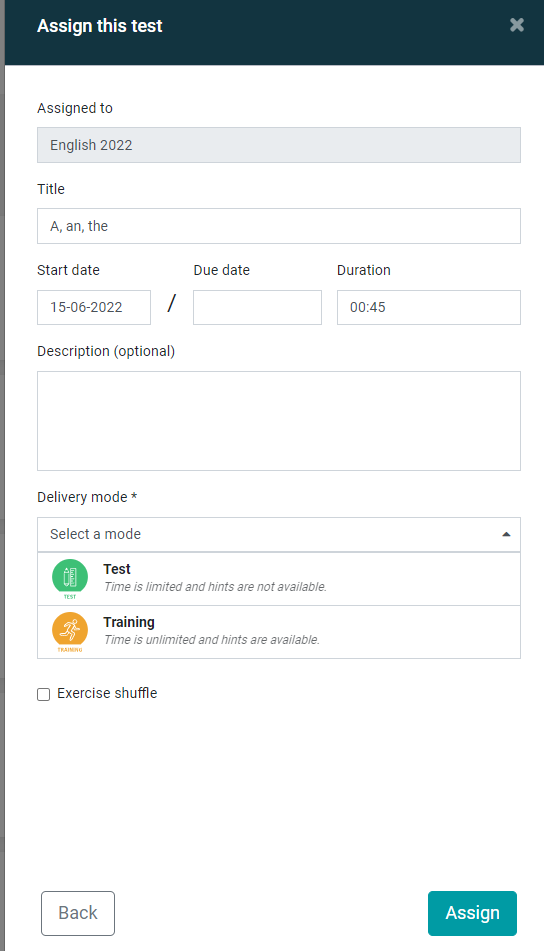 Assign this test
Assigned to
English 2022
Title
A, an, the
Start date Due date Duration
15-06-2022 / 00:45
Description (optional)
Delivery mode *
Select a mode
Test
Time is limited and hints are not available.
TEST
Training
Time is unlimited and hints are available.
TRAINING
Exercise shuffle
Back Assign